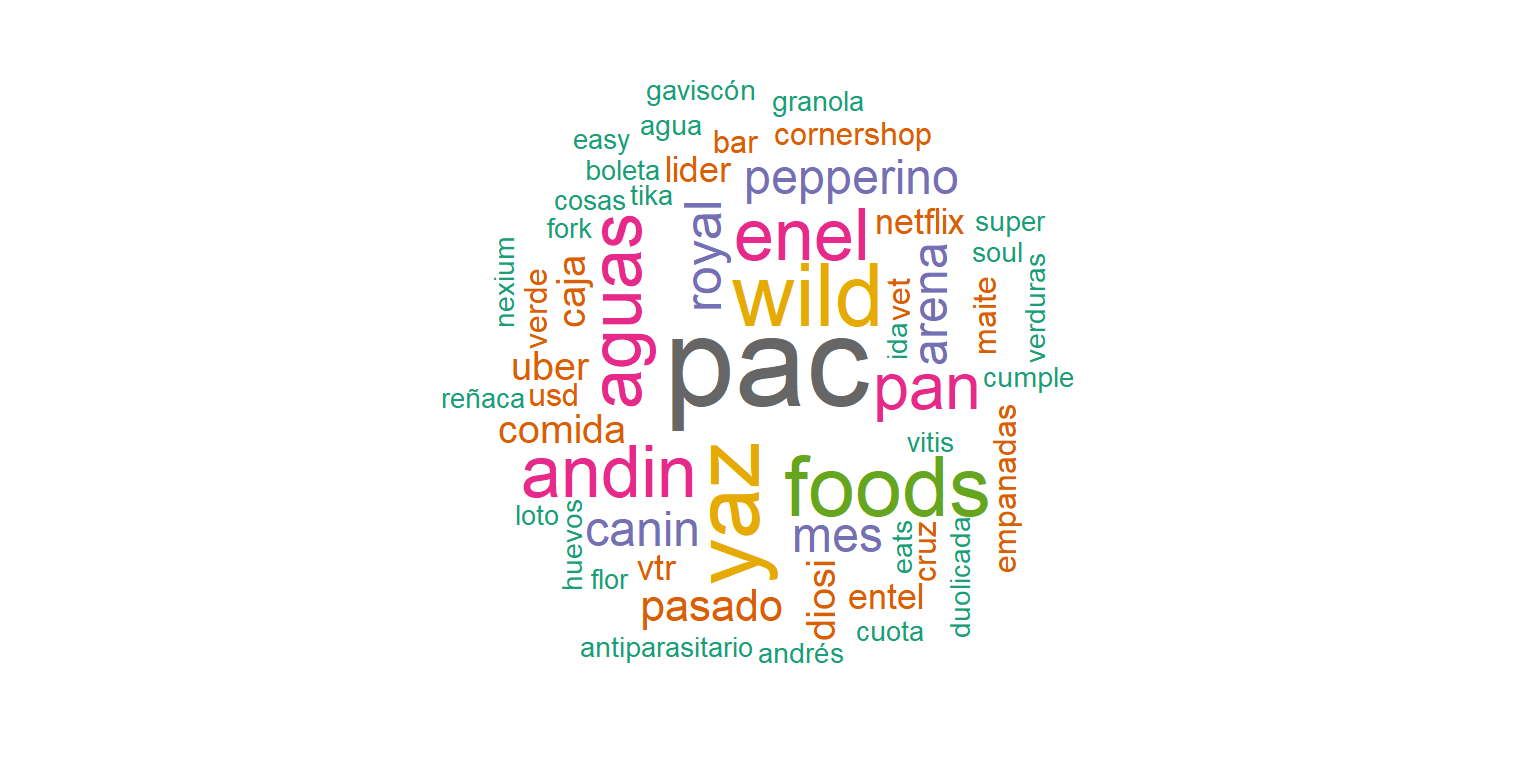 gaviscón
granola
agua
easy
bar
cornershop
boleta
lider
pepperino
cosas
tika
royal
enel
netflix
super
fork
aguas
soul
nexium
verde
caja
wild
ida
vet
arena
maite
verduras
pac
uber
pan
cumple
reñaca
usd
comida
vitis
empanadas
andin
yaz
foods
loto
huevos
canin
mes
eats
cruz
duolicada
flor
vtr
pasado
diosi
entel
cuota
antiparasitario
andrés